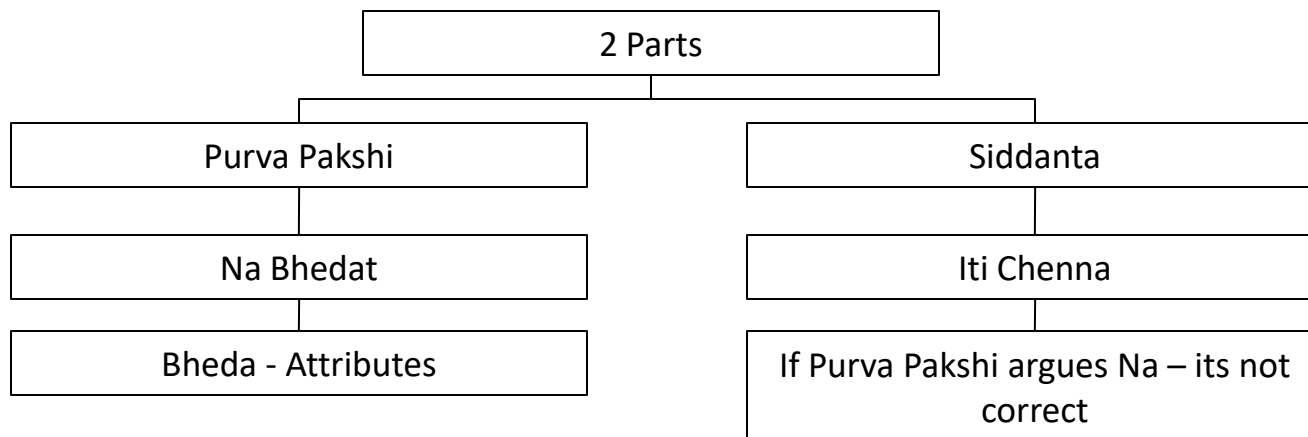 2 Parts
Purva Pakshi
Siddanta
Na Bhedat
Iti Chenna
Bheda - Attributes
If Purva Pakshi argues Na – its not
correct